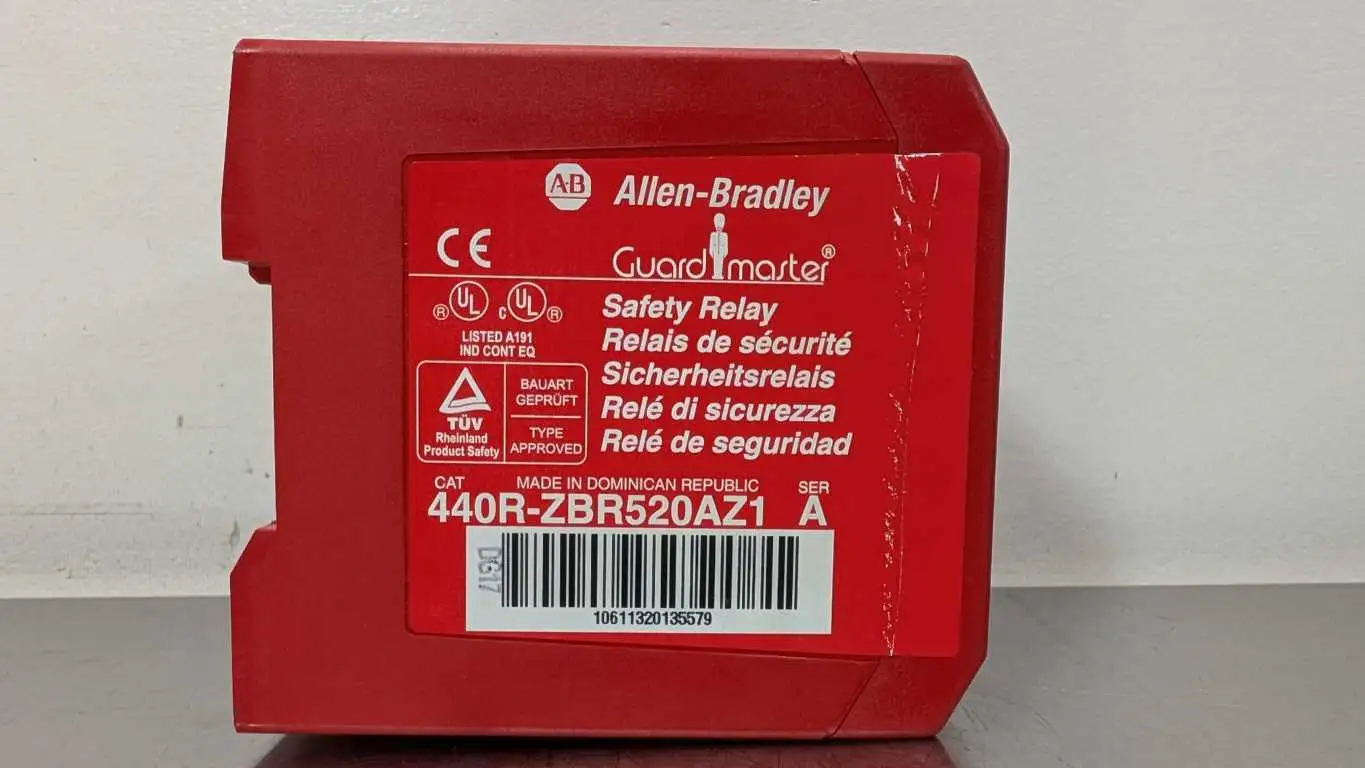 A-B Allen-Bradley
CE
Guardmaster®
UL® cUL®
LISTED A191
IND CONT EQ
Safety Relay
Relais de sécurité
Sicherheitsrelais
Relé di sicurezza
Relé de seguridad
TÜV
Rheinland
Product Safety
BAUART
GEPRÜFT
TYPE
APPROVED
CAT MADE IN DOMINICAN REPUBLIC SER
440R-ZBR520AZ1 A
10611320135579